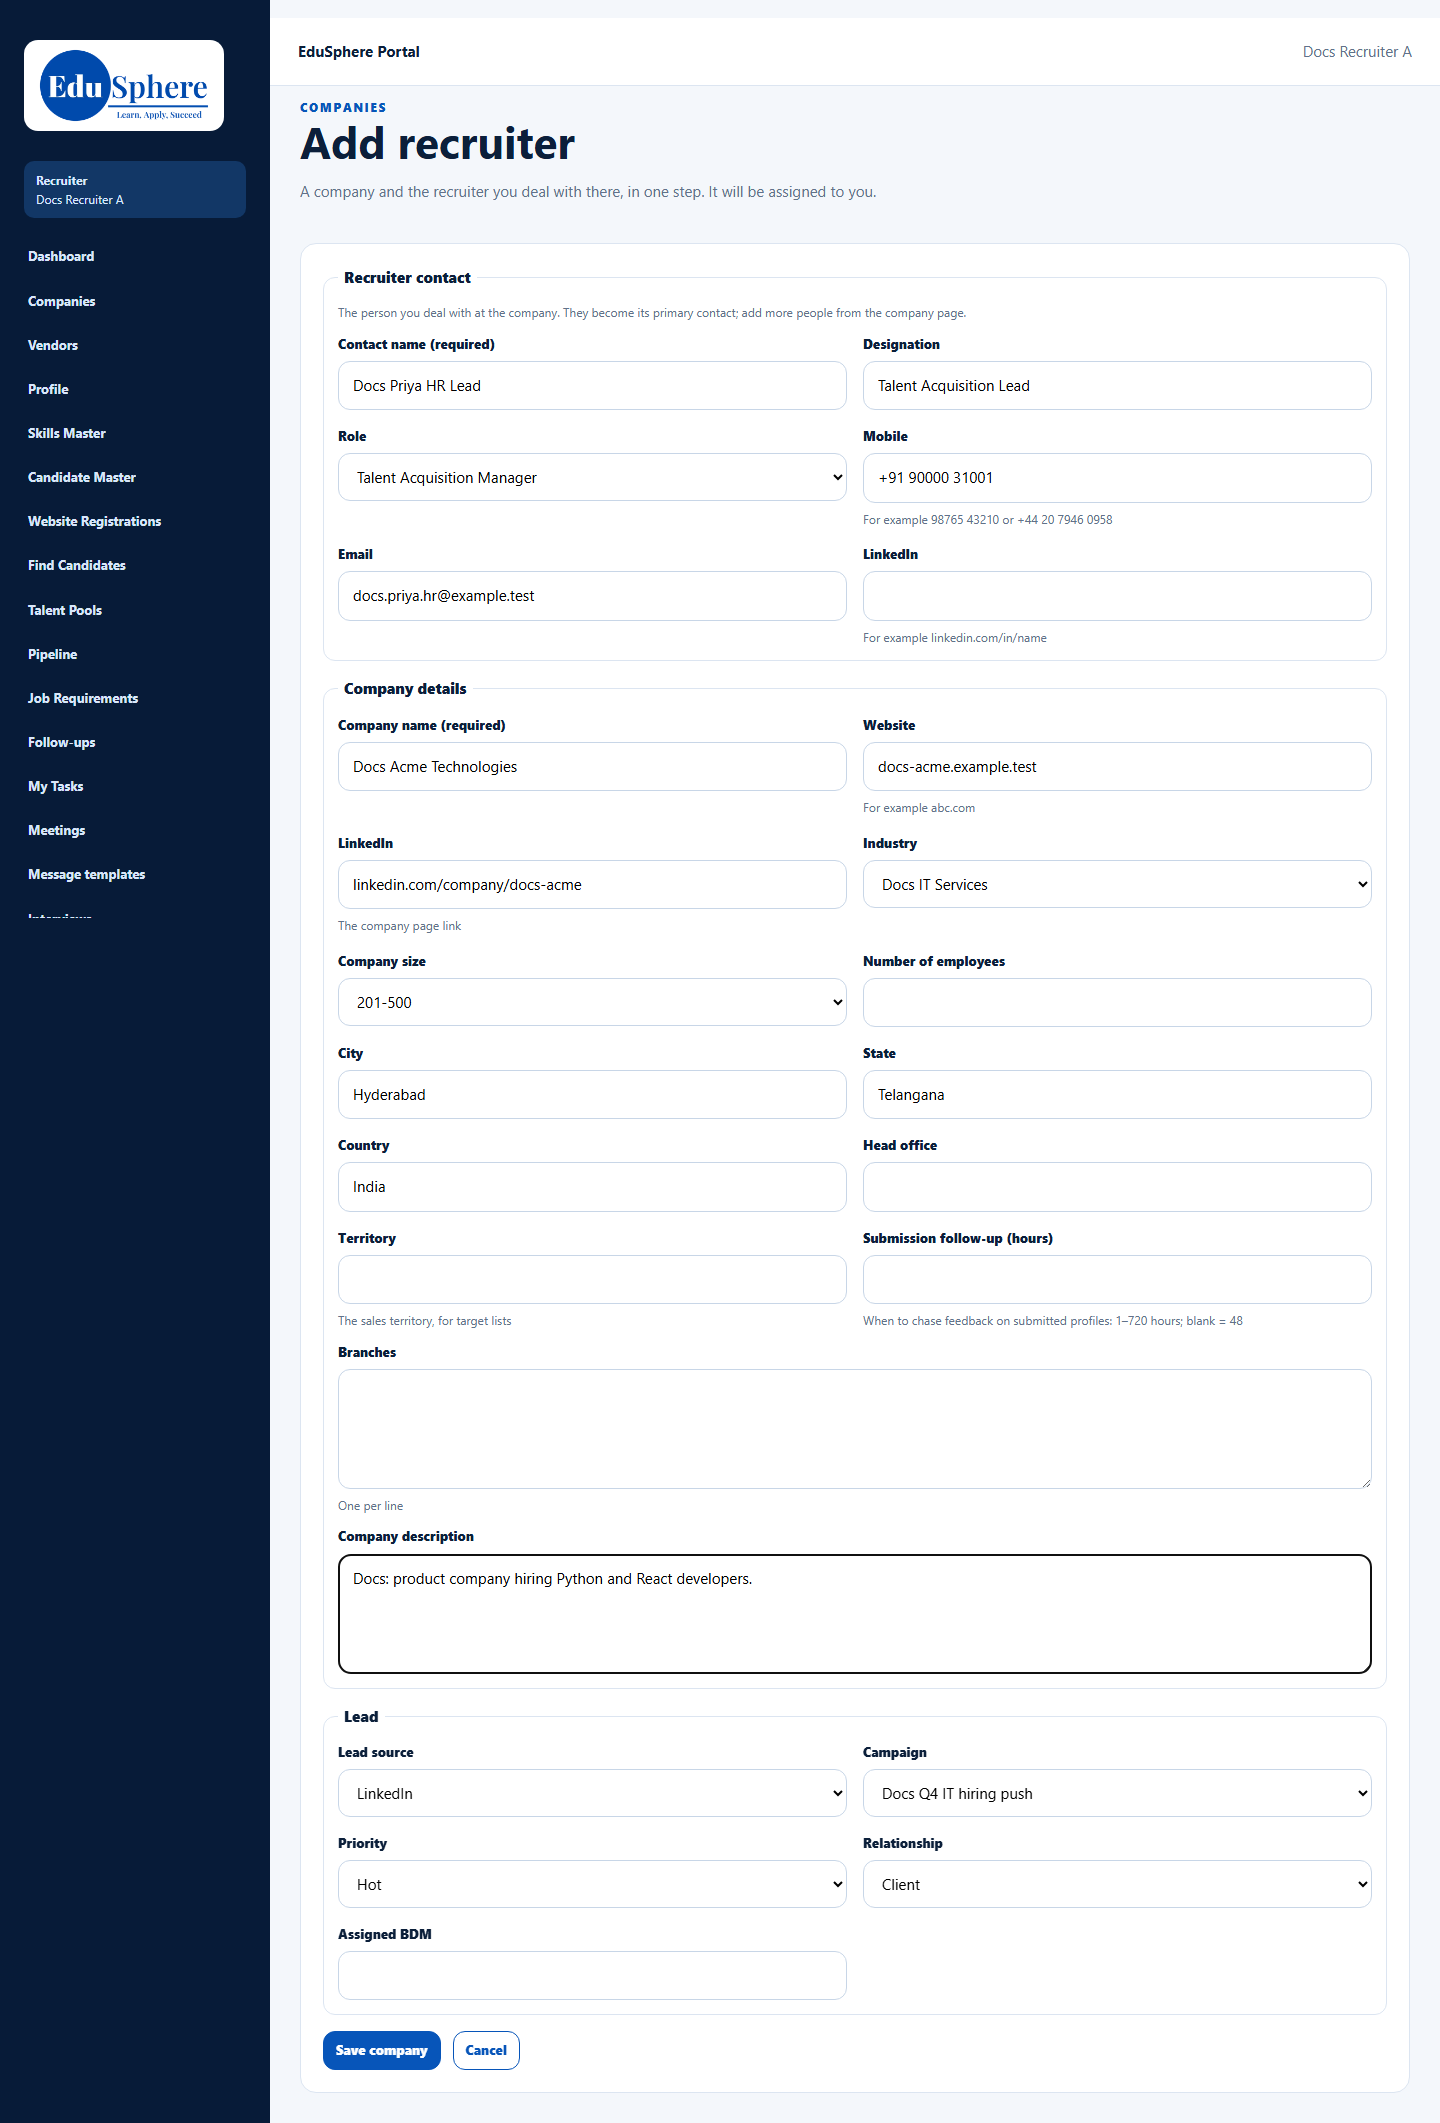 EduSphere
Learn, Apply, Succeed
Recruiter
Docs Recruiter A
Dashboard
Companies
Vendors
Profile
Skills Master
Candidate Master
Website Registrations
Find Candidates
Talent Pools
Pipeline
Job Requirements
Follow-ups
My Tasks
Meetings
Message templates
EduSphere Portal
Docs Recruiter A
COMPANIES
Add recruiter
A company and the recruiter you deal with there, in one step. It will be assigned to you.
Recruiter contact
The person you deal with at the company. They become its primary contact; add more people from the company page.
Contact name (required)
Designation
Docs Priya HR Lead
Talent Acquisition Lead
Role
Mobile
Talent Acquisition Manager
+91 90000 31001
For example 98765 43210 or +44 20 7946 0958
Email
LinkedIn
docs.priya.hr@example.test
For example linkedin.com/in/name
Company details
Company name (required)
Website
Docs Acme Technologies
docs-acme.example.test
For example abc.com
LinkedIn
Industry
linkedin.com/company/docs-acme
Docs IT Services
The company page link
Company size
Number of employees
201-500
City
State
Hyderabad
Telangana
Country
Head office
India
Territory
Submission follow-up (hours)
The sales territory, for target lists
When to chase feedback on submitted profiles: 1–720 hours; blank = 48
Branches
One per line
Company description
Docs: product company hiring Python and React developers.
Lead
Lead source
Campaign
LinkedIn
Docs Q4 IT hiring push
Priority
Relationship
Hot
Client
Assigned BDM
Save company
Cancel